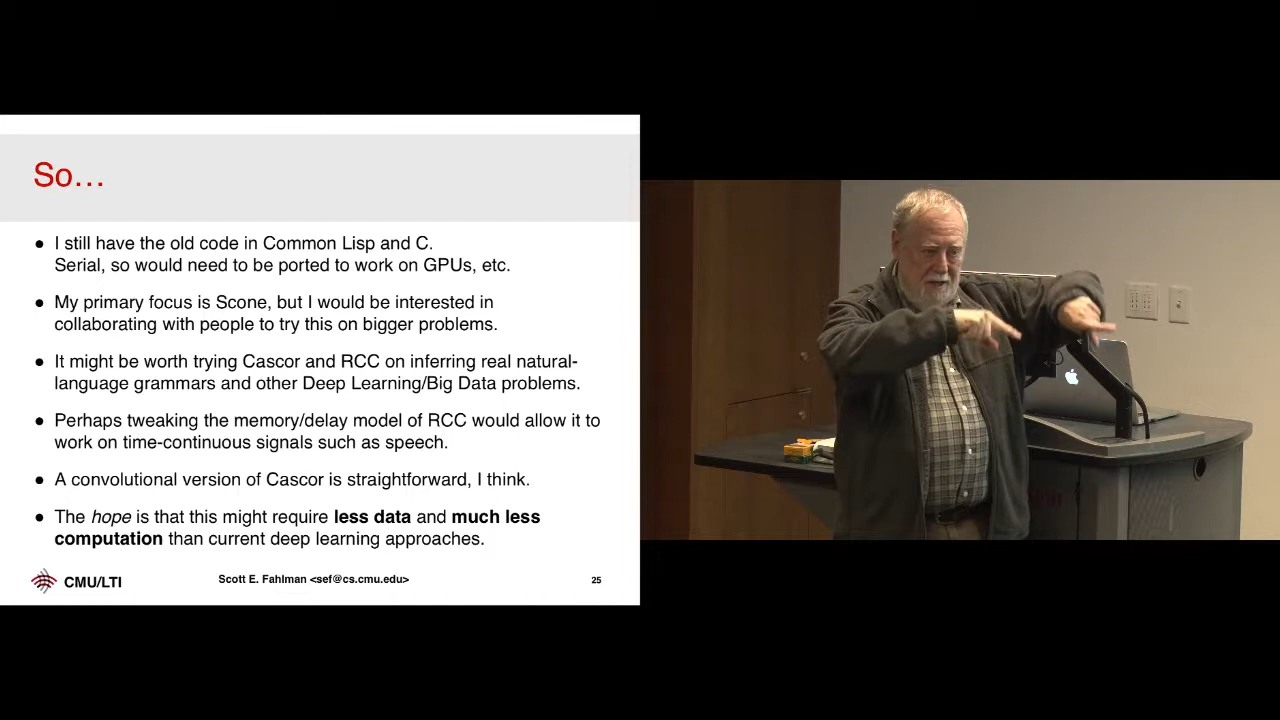 So…
● I still have the old code in Common Lisp and C.
Serial, so would need to be ported to work on GPUs, etc.
● My primary focus is Scone, but I would be interested in
collaborating with people to try this on bigger problems.
● It might be worth trying Cascor and RCC on inferring real natural-
language grammars and other Deep Learning/Big Data problems.
● Perhaps tweaking the memory/delay model of RCC would allow it to
work on time-continuous signals such as speech.
● A convolutional version of Cascor is straightforward, I think.
● The hope is that this might require less data and much less
computation than current deep learning approaches.
CMU/LTI
Scott E. Fahlman <sef@cs.cmu.edu>
25